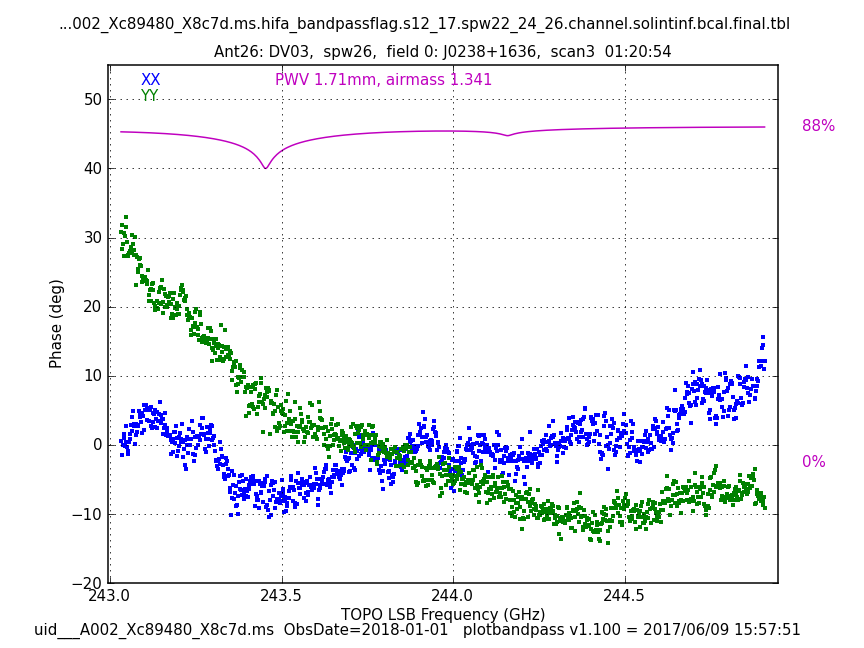 ...002_Xc89480_X8c7d.ms.hifa_bandpassflag.s12_17.spw22_24_26.channel.solintinf.bcal.final.tbl
Ant26: DV03, spw26, field 0: J0238+1636, scan3 01:20:54
XX
PWV 1.71mm, airmass 1.341
YY
50
88%
40
30
20
10
0
0%
−10
−20
Phase (deg)
243.0
243.5
244.0
244.5
TOPO LSB Frequency (GHz)
uid___A002_Xc89480_X8c7d.ms ObsDate=2018-01-01 plotbandpass v1.100 = 2017/06/09 15:57:51